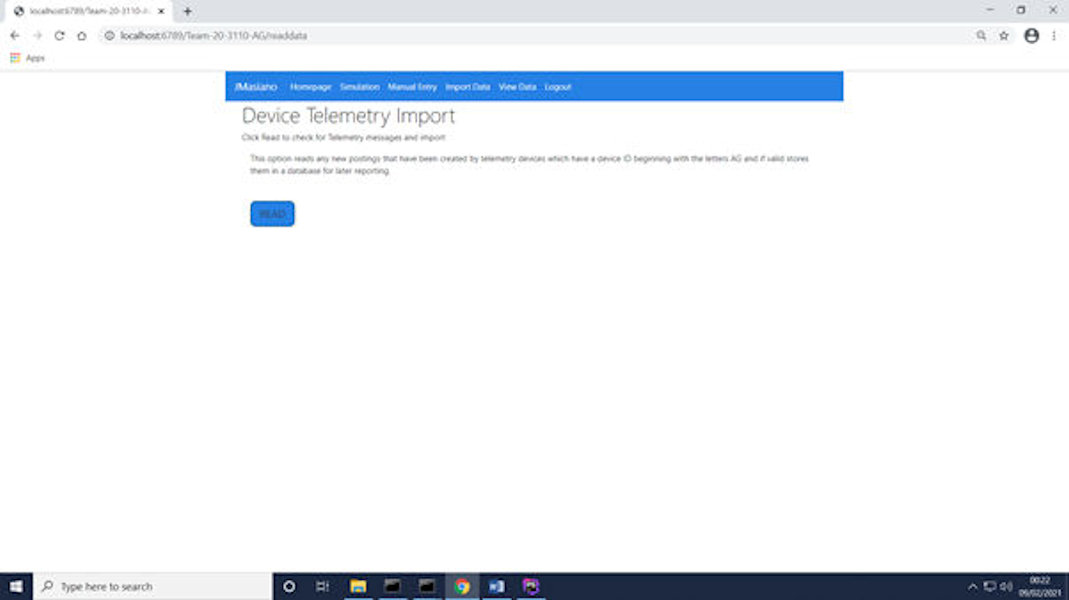 localhost:6789/Team-20-3110-A
localhost:6789/Team-20-3110-AG/readdata
Apps
JMasiano Homepage Simulation Manual Entry Import Data View Data Logout
Device Telemetry Import
Click Read to check for Telemetry messages and import
This option reads any new postings that have been created by telemetry devices which have a device ID beginning with the letters AG and if valid stores
them in a database for later reporting.
READ
Type here to search
00:22
09/02/2021